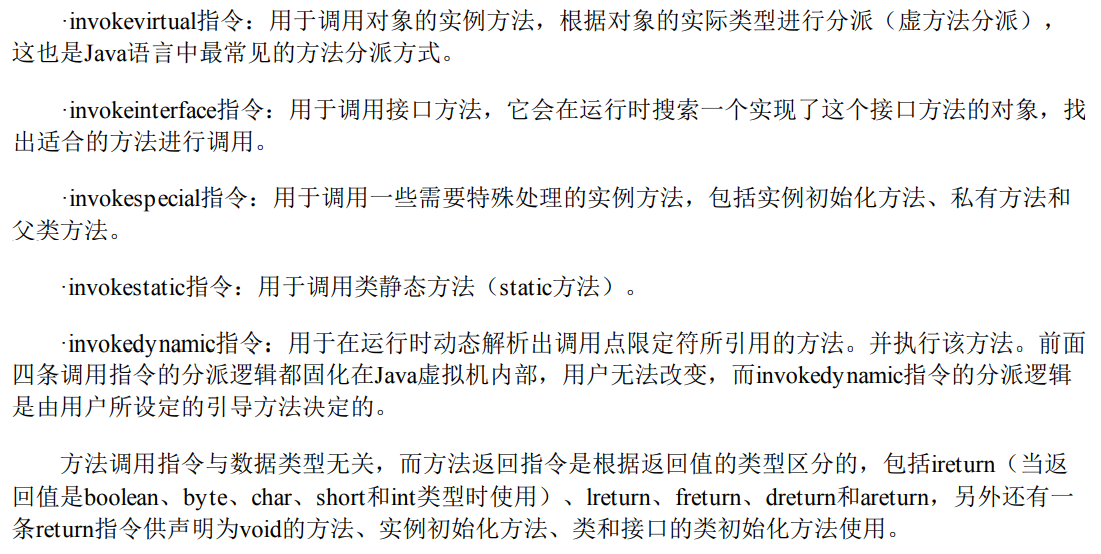 ·invokevirtual指令：用于调用对象的实例方法，根据对象的实际类型进行分派（虚方法分派），
这也是Java语言中最常见的方法分派方式。
·invokeinterface指令：用于调用接口方法，它会在运行时搜索一个实现了这个接口方法的对象，找
出适合的方法进行调用。
·invokespecial指令：用于调用一些需要特殊处理的实例方法，包括实例初始化方法、私有方法和
父类方法。
·invokestatic指令：用于调用类静态方法（static方法）。
·invokedynamic指令：用于在运行时动态解析出调用点限定符所引用的方法。并执行该方法。前面
四条调用指令的分派逻辑都固化在Java虚拟机内部，用户无法改变，而invokedynamic指令的分派逻辑
是由用户所设定的引导方法决定的。
方法调用指令与数据类型无关，而方法返回指令是根据返回值的类型区分的，包括ireturn（当返
回值是boolean、byte、char、short和int类型时使用）、lreturn、freturn、dreturn和areturn，另外还有一
条return指令供声明为void的方法、实例初始化方法、类和接口的类初始化方法使用。